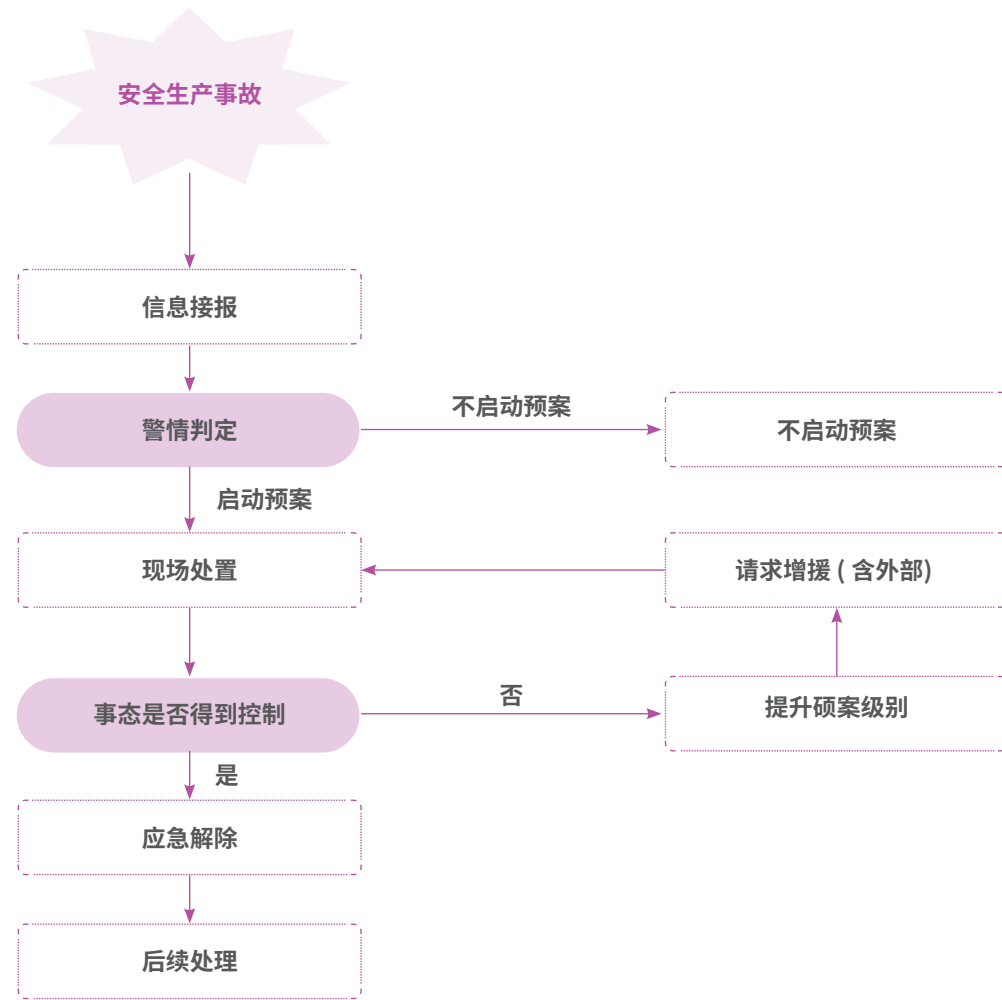 安全生产事故
信息接报
警情判定
不启动预案
不启动预案
启动预案
现场处置
请求增援 ( 含外部)
事态是否得到控制
否
提升硕案级别
是
应急解除
后续处理